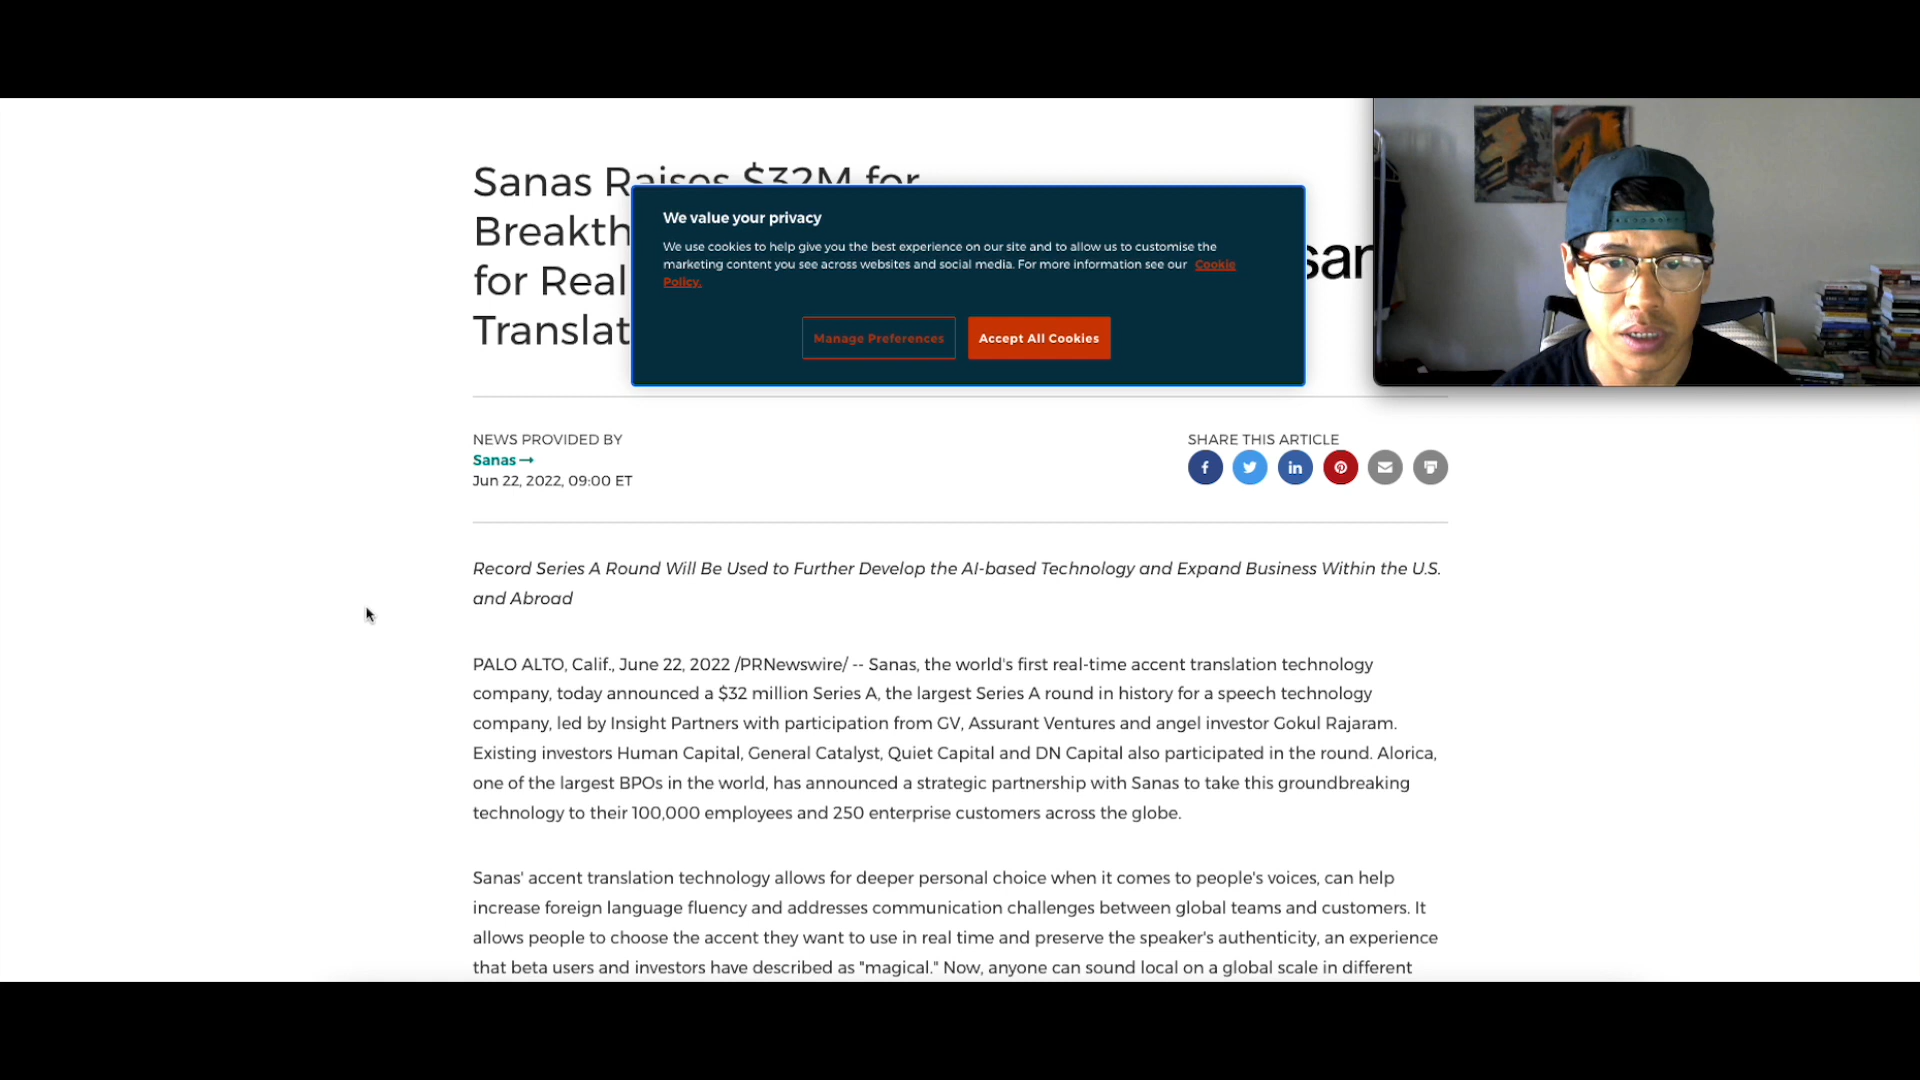 Sanas Raises $32M for
Breakth
for Real
Translat
san
We value your privacy
We use cookies to help give you the best experience on our site and to allow us to customise the
marketing content you see across websites and social media. For more information see our Cookie
Policy.
Manage Preferences
Accept All Cookies
NEWS PROVIDED BY
Sanas
Jun 22, 2022, 09:00 ET
SHARE THIS ARTICLE
Record Series A Round Will Be Used to Further Develop the AI-based Technology and Expand Business Within the U.S.
and Abroad
PALO ALTO, Calif., June 22, 2022 /PRNewswire/ -- Sanas, the world's first real-time accent translation technology
company, today announced a $32 million Series A, the largest Series A round in history for a speech technology
company, led by Insight Partners with participation from GV, Assurant Ventures and angel investor Gokul Rajaram.
Existing investors Human Capital, General Catalyst, Quiet Capital and DN Capital also participated in the round. Alorica,
one of the largest BPOs in the world, has announced a strategic partnership with Sanas to take this groundbreaking
technology to their 100,000 employees and 250 enterprise customers across the globe.
Sanas' accent translation technology allows for deeper personal choice when it comes to people's voices, can help
increase foreign language fluency and addresses communication challenges between global teams and customers. It
allows people to choose the accent they want to use in real time and preserve the speaker's authenticity, an experience
that beta users and investors have described as "magical." Now, anyone can sound local on a global scale in different